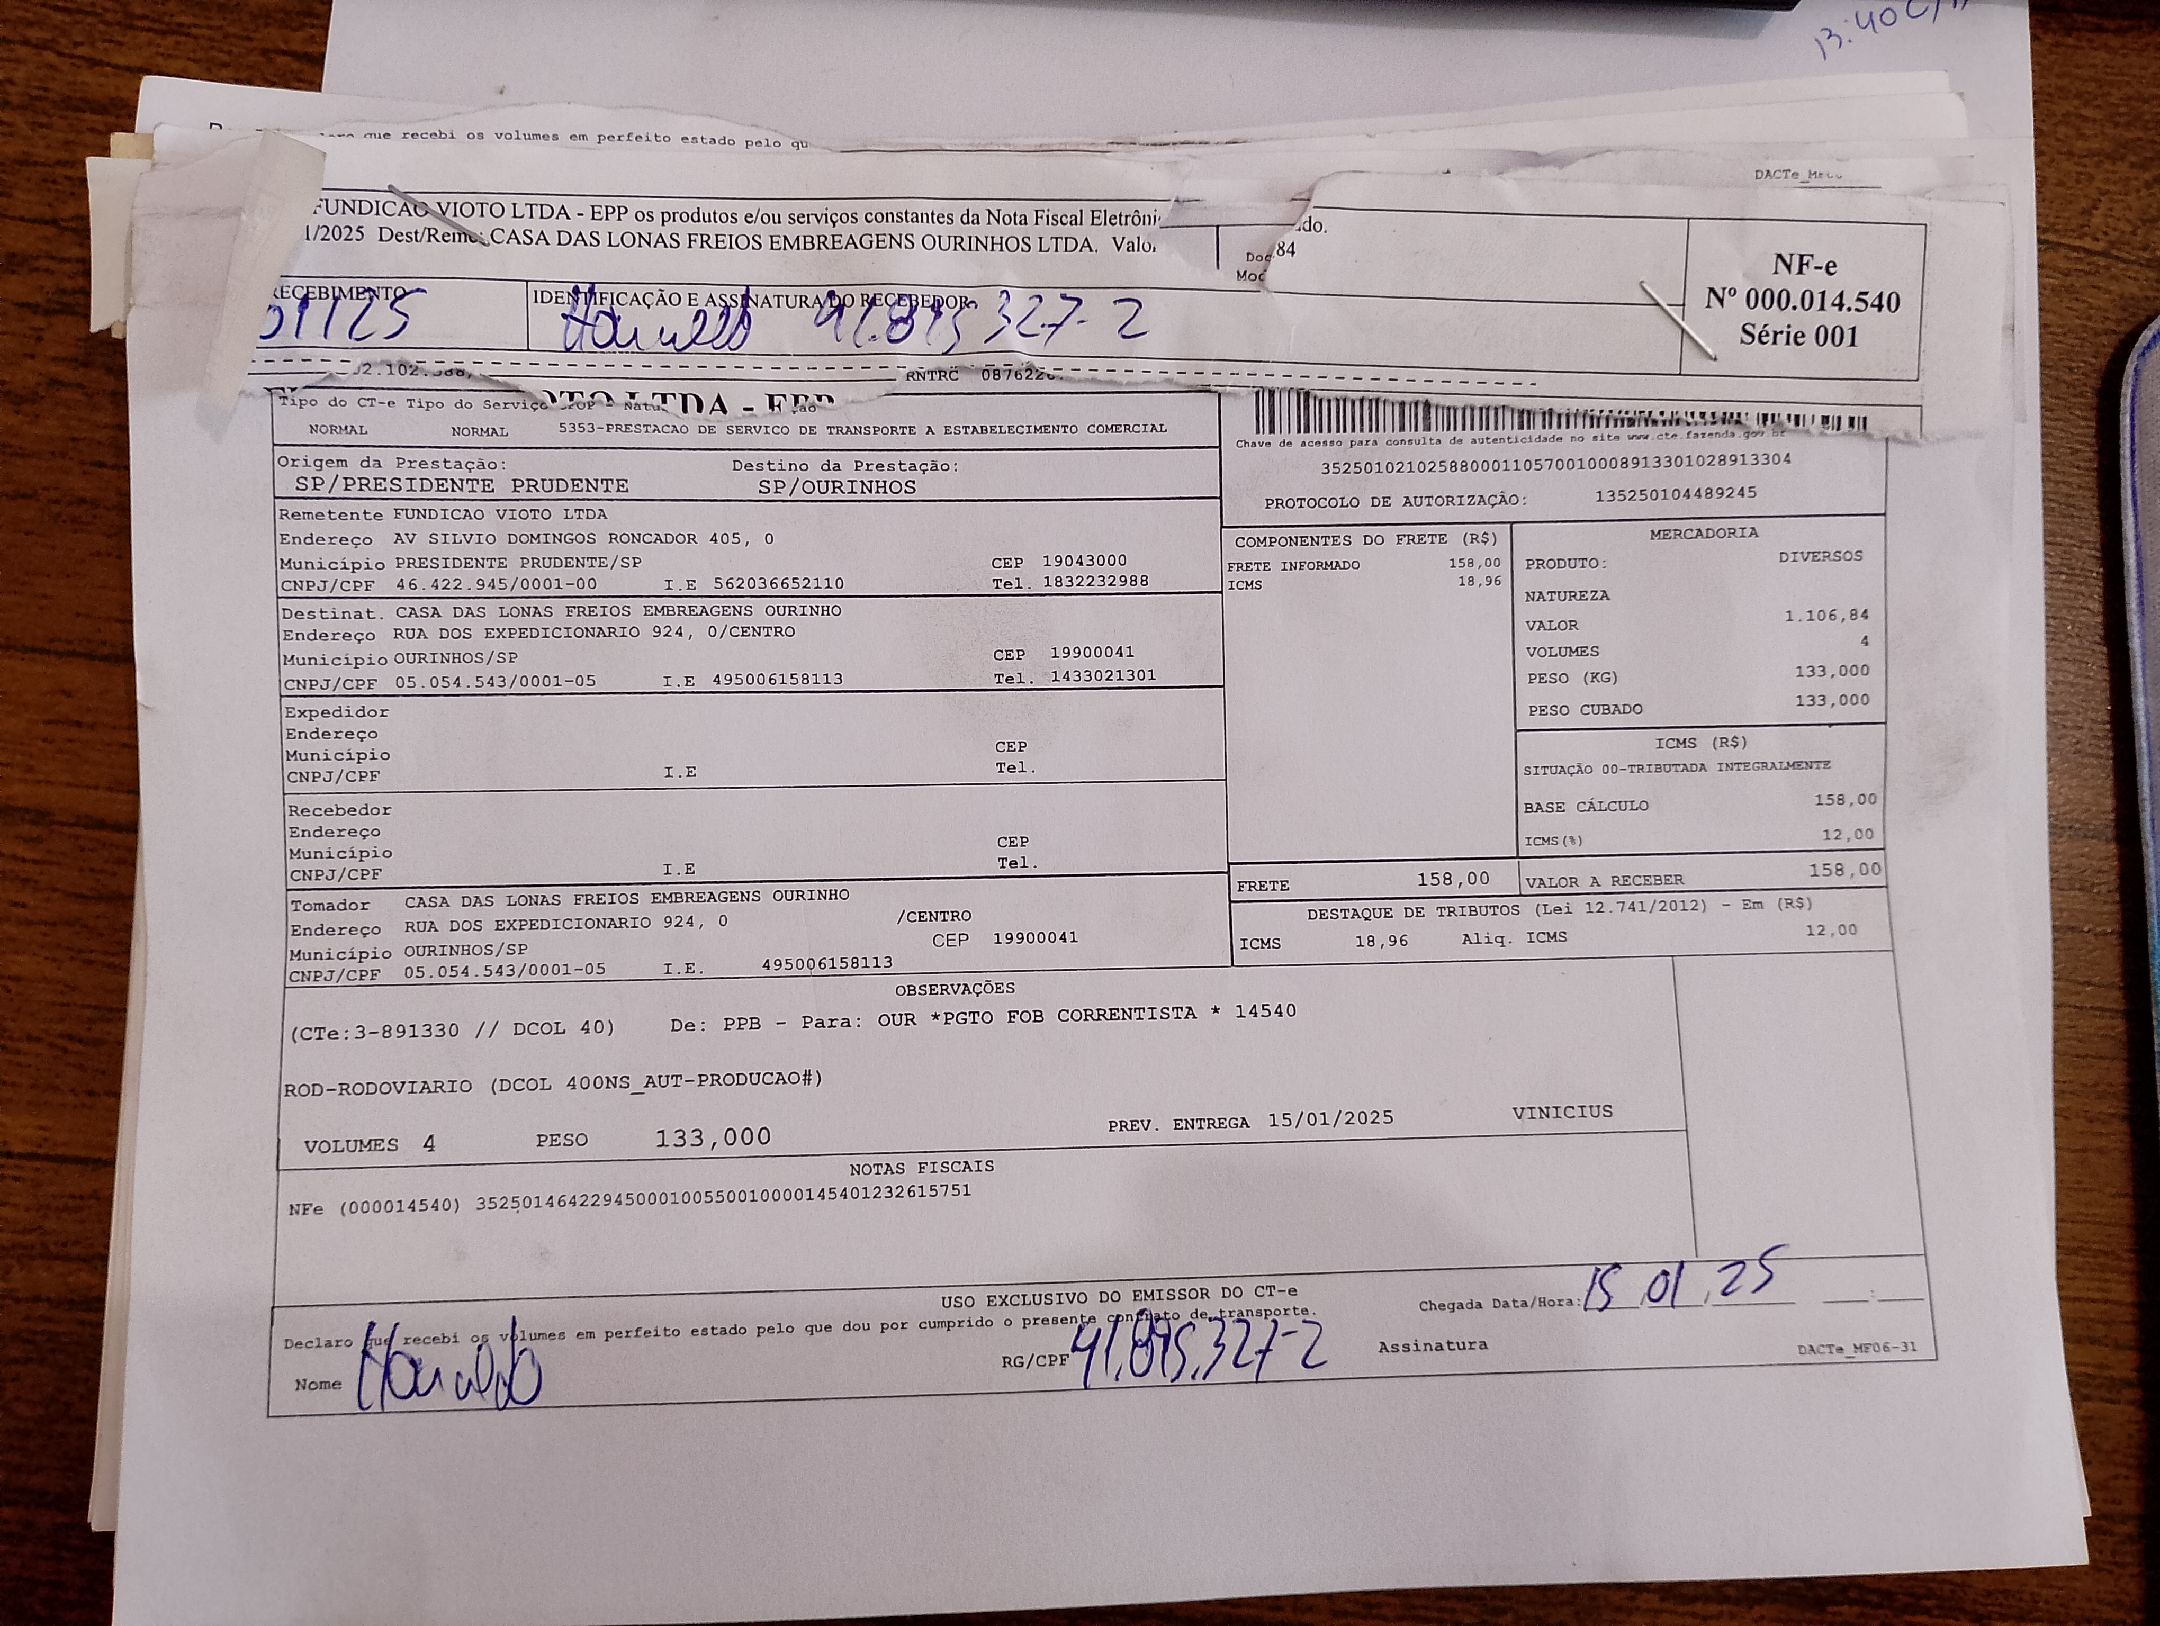 13:40
que recebi os volumes em perfeito estado pelo qu
DACTe
FUNDICAO VIOTO LTDA - EPP os produtos e/ou serviços constantes da Nota Fiscal Eletrôni
1/2025 Dest/Reme: CASA DAS LONAS FREIOS EMBREAGENS OURINHOS LTDA. Valo
ado.
Doc 84
Mod
NF-e
Nº 000.014.540
Série 001
RECEBIMENTO
01/25
IDENTIFICAÇÃO E ASSINATURA DO RECEBEDOR
41.895 327-2
RNTRC
LTDA - EPP
Tipo do CT-e Tipo do Serviço
NORMAL NORMAL 5353-PRESTACAO DE SERVICO DE TRANSPORTE A ESTABELECIMENTO COMERCIAL
Chave de acesso para consulta de autenticidade no site www.cte.fazenda.gov.br
35250102102588000110570010008913301028913304
PROTOCOLO DE AUTORIZAÇÃO: 135250104489245
Origem da Prestação: Destino da Prestação:
SP/PRESIDENTE PRUDENTE SP/OURINHOS
Remetente FUNDICAO VIOTO LTDA
Endereço AV SILVIO DOMINGOS RONCADOR 405, 0
Município PRESIDENTE PRUDENTE/SP CEP 19043000
CNPJ/CPF 46.422.945/0001-00 I.E 562036652110 Tel. 1832232988
Destinat. CASA DAS LONAS FREIOS EMBREAGENS OURINHO
Endereço RUA DOS EXPEDICIONARIO 924, 0/CENTRO
Município OURINHOS/SP CEP 19900041
CNPJ/CPF 05.054.543/0001-05 I.E 495006158113 Tel. 1433021301
Expedidor
Endereço
Município CEP
CNPJ/CPF I.E Tel.
Recebedor
Endereço
Município CEP
CNPJ/CPF I.E Tel.
Tomador CASA DAS LONAS FREIOS EMBREAGENS OURINHO
Endereço RUA DOS EXPEDICIONARIO 924, 0 /CENTRO
Município OURINHOS/SP CEP 19900041
CNPJ/CPF 05.054.543/0001-05 I.E. 495006158113
COMPONENTES DO FRETE (R$)
FRETE INFORMADO 158,00
ICMS 18,96
MERCADORIA
PRODUTO: DIVERSOS
NATUREZA
VALOR 1.106,84
VOLUMES 4
PESO (KG) 133,000
PESO CUBADO 133,000
ICMS (R$)
SITUAÇÃO 00-TRIBUTADA INTEGRALMENTE
BASE CÁLCULO 158,00
ICMS(%) 12,00
FRETE 158,00 VALOR A RECEBER 158,00
DESTAQUE DE TRIBUTOS (Lei 12.741/2012) - Em (R$)
ICMS 18,96 Aliq. ICMS 12,00
OBSERVAÇÕES
(CTe:3-891330 // DCOL 40) De: PPB - Para: OUR *PGTO FOB CORRENTISTA * 14540
ROD-RODOVIARIO (DCOL 400NS_AUT-PRODUCAO#)
VOLUMES 4 PESO 133,000 PREV. ENTREGA 15/01/2025 VINICIUS
NOTAS FISCAIS
NFe (000014540) 35250146422945000100550010000145401232615751
USO EXCLUSIVO DO EMISSOR DO CT-e
Declaro que recebi os volumes em perfeito estado pelo que dou por cumprido o presente contrato de transporte.
Chegada Data/Hora: 15 01 25
Nome
RG/CPF 41.895.327-2
Assinatura
DACTe_MF06-31